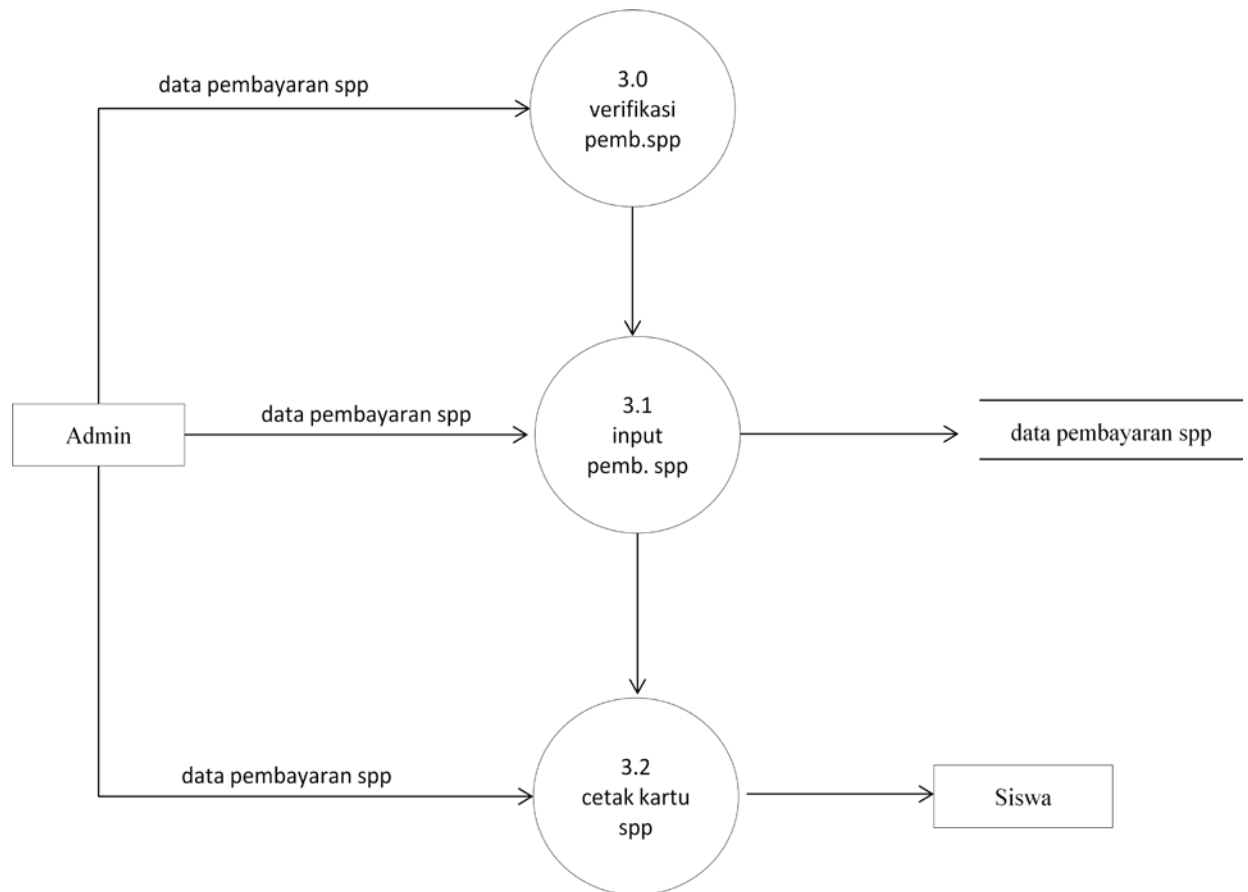 data pembayaran spp
3.0
verifikasi
pemb.spp
Admin
data pembayaran spp
3.1
input
pemb. spp
data pembayaran spp
data pembayaran spp
3.2
cetak kartu
spp
Siswa